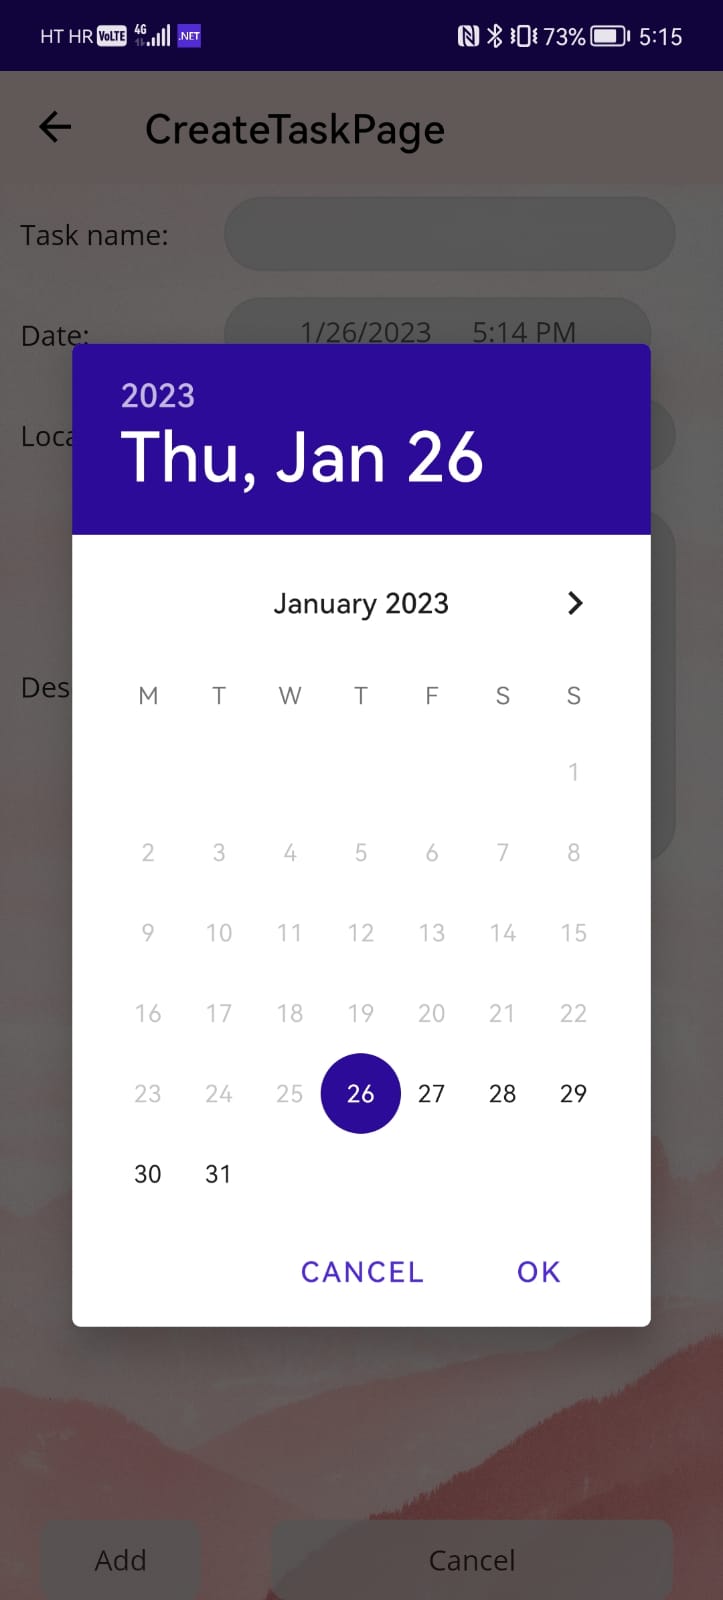 HT HR VoLTE 4G .NET 73% 5:15
CreateTaskPage
Task name:
Date: 1/26/2023 5:14 PM
Loca
Des
2023
Thu, Jan 26
January 2023
M T W T F S S
1
2 3 4 5 6 7 8
9 10 11 12 13 14 15
16 17 18 19 20 21 22
23 24 25 26 27 28 29
30 31
CANCEL OK
Add Cancel